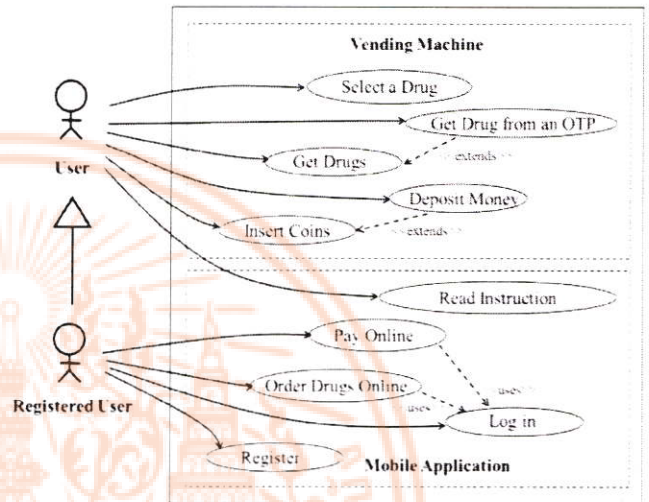 Vending Machine
Select a Drug
Get Drug from an OTP
<<extends>>
Get Drugs
User
Deposit Money
Insert Coins
<<extends>>
Read Instruction
Pay Online
Order Drugs Online
<<uses>>
<<uses>>
Registered User
Log in
Register
Mobile Application